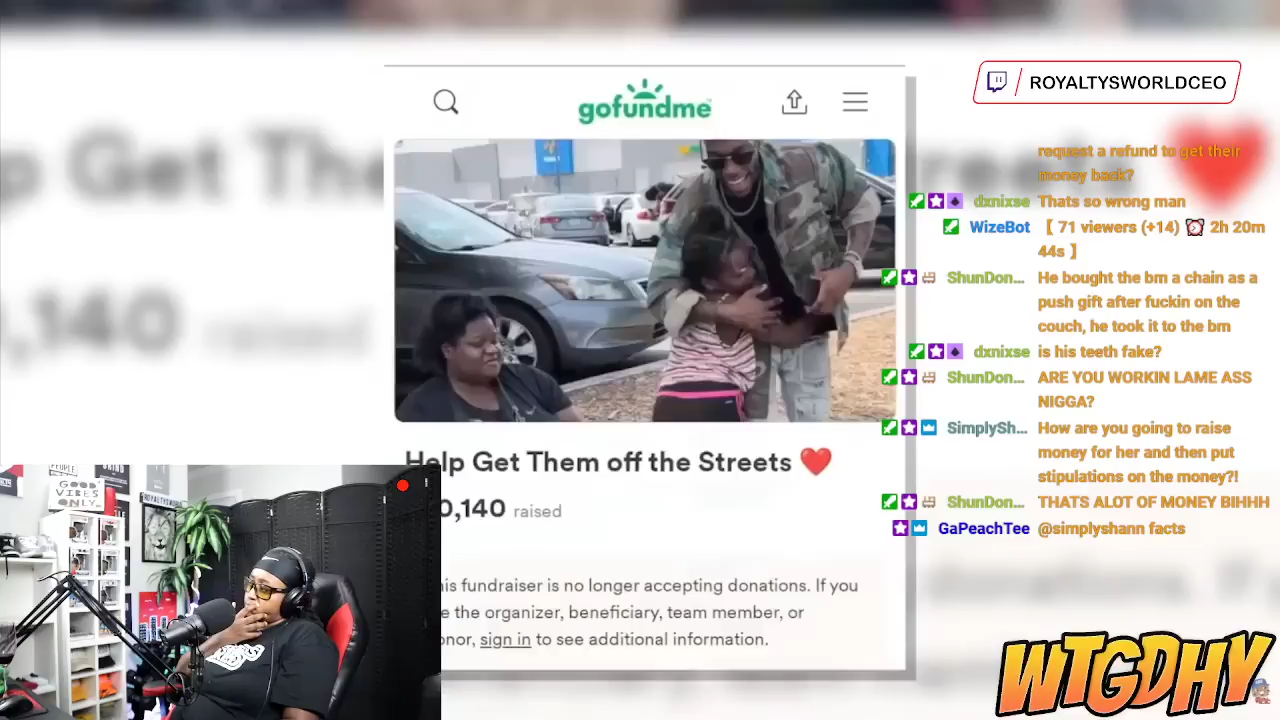 gofundme
ROYALTYSWORLDCEO
request a refund to get their
money back?
dxnixse Thats so wrong man
WizeBot 【 71 viewers (+14) ⏰ 2h 20m
44s 】
ShunDon... He bought the bm a chain as a
push gift after fuckin on the
couch, he took it to the bm
dxnixse is his teeth fake?
ShunDon... ARE YOU WORKIN LAME ASS
NIGGA?
SimplySh... How are you going to raise
money for her and then put
stipulations on the money?!
ShunDon... THATS ALOT OF MONEY BIHHH
GaPeachTee @simplyshann facts
Help Get Them off the Streets ❤️
0,140 raised
his fundraiser is no longer accepting donations. If you
e the organizer, beneficiary, team member, or
onor, sign in to see additional information.
GOOD
VIBES
ONLY
WTGDHY